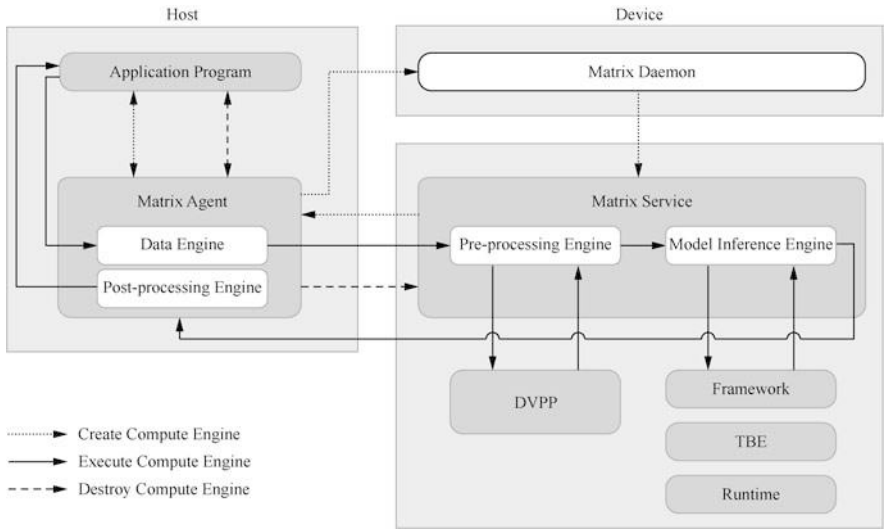 Host
Device
Application Program
Matrix Daemon
Matrix Agent
Matrix Service
Data Engine
Pre-processing Engine
Model Inference Engine
Post-processing Engine
DVPP
Framework
TBE
Runtime
Create Compute Engine
Execute Compute Engine
Destroy Compute Engine